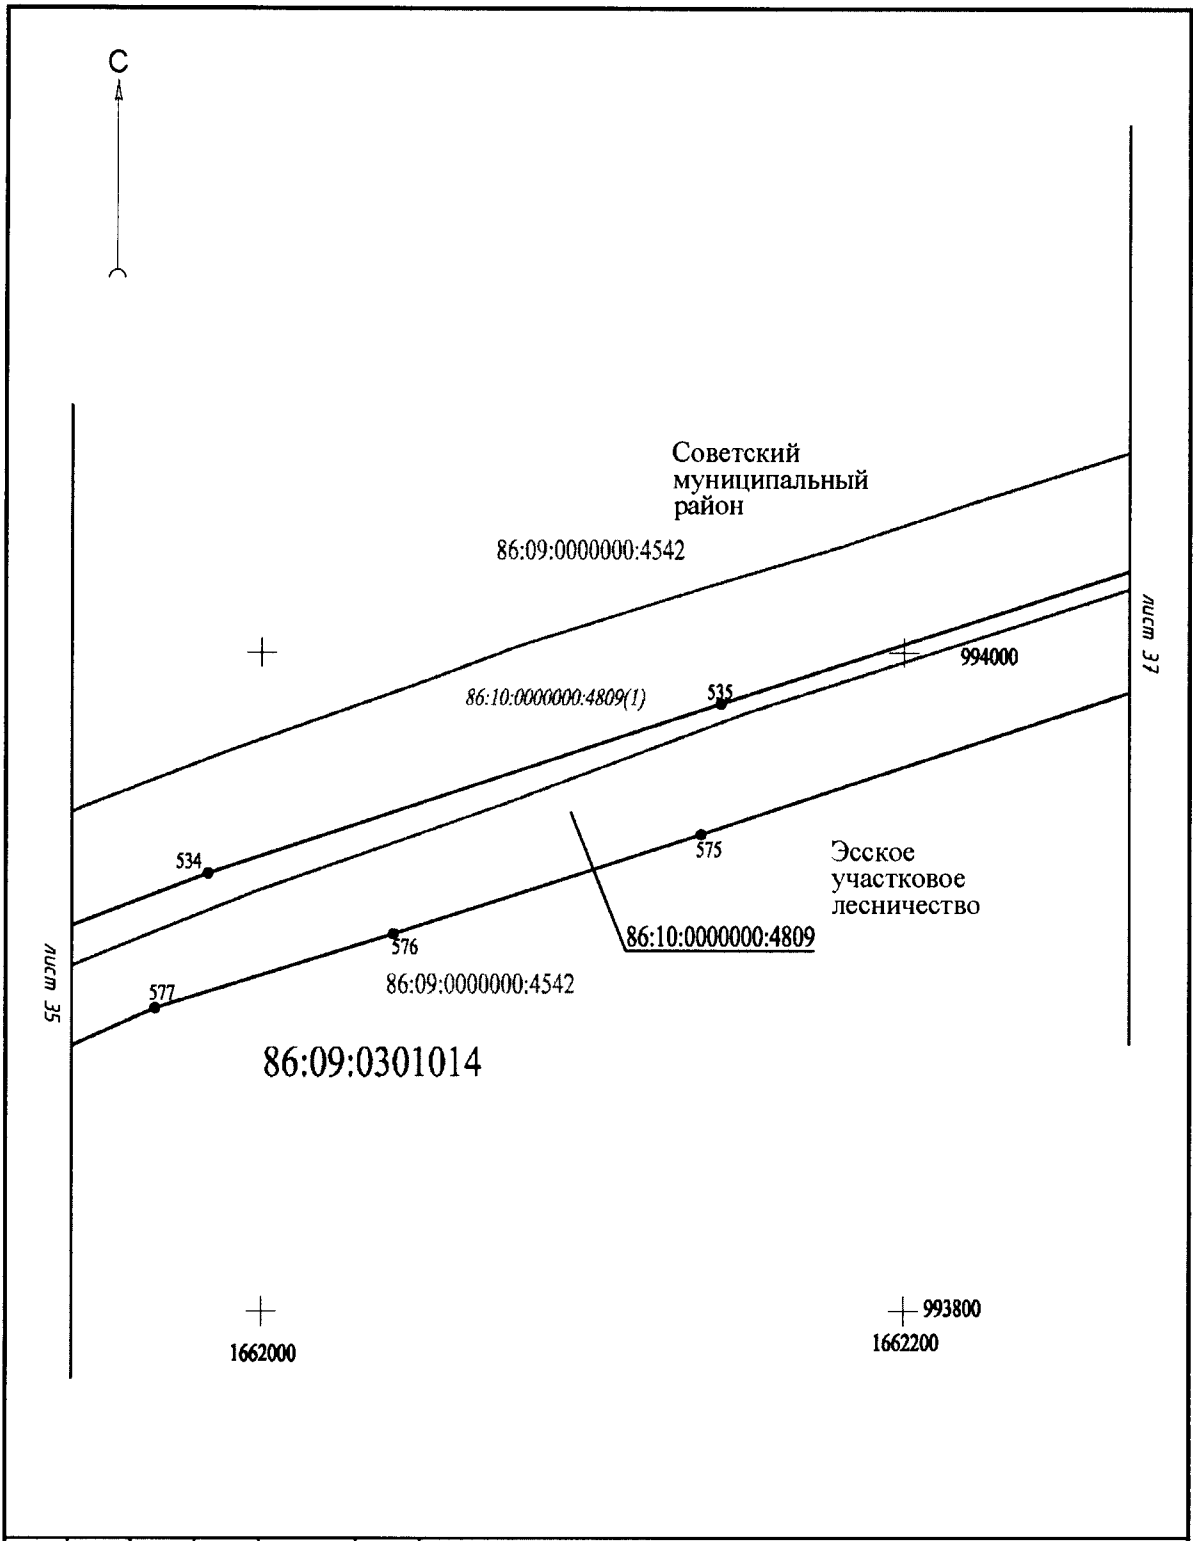 С
Советский
муниципальный
район
86:09:0000000:4542
лист 37
994000
86:10:0000000:4809(1)
535
534
575
Эсское
участковое
лесничество
86:10:0000000:4809
576
86:09:0000000:4542
577
лист 35
86:09:0301014
993800
1662000
1662200